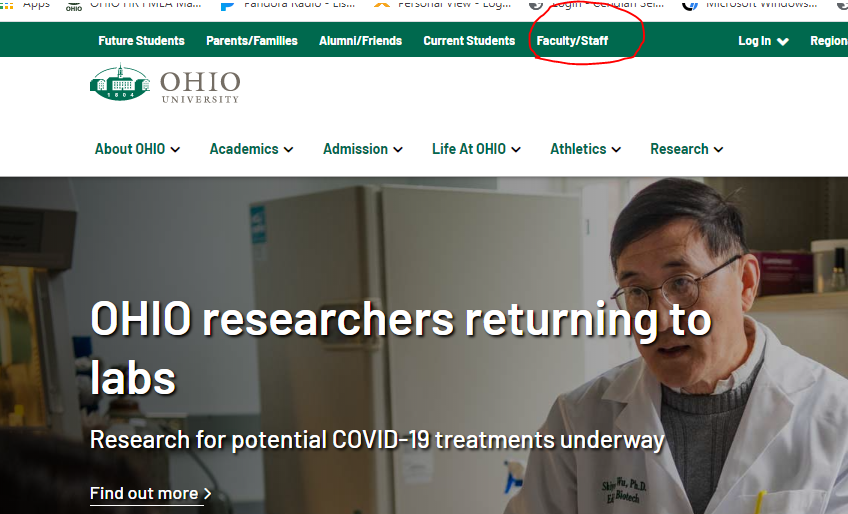 Apps OHIO HR FMLA Ma... Pandora Radio - Lis... Personal View - Log... Login - Ceridian Sel... Microsoft Windows...
OHIO
Future Students Parents/Families Alumni/Friends Current Students Faculty/Staff Log In Region
OHIO
UNIVERSITY
1804
About OHIO Academics Admission Life At OHIO Athletics Research
OHIO researchers returning to
labs
Research for potential COVID-19 treatments underway
Find out more
Wu, Ph.D.
Biotech